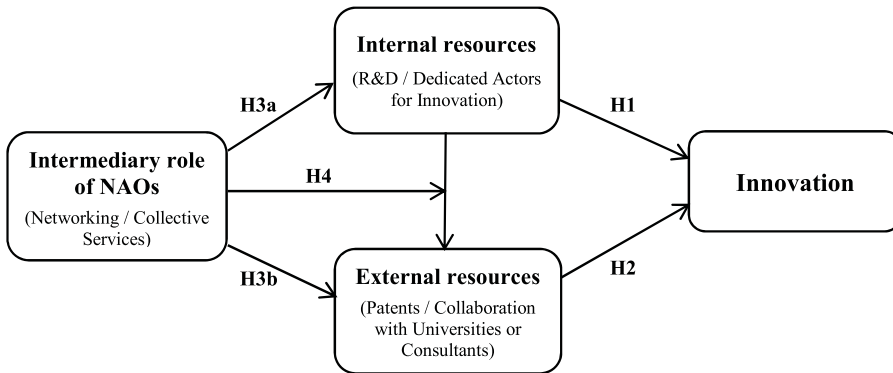 Internal resources
(R&D / Dedicated Actors
for Innovation)
H3a
H1
Intermediary role
of NAOs
(Networking / Collective
Services)
H4
Innovation
H3b
External resources
(Patents / Collaboration
with Universities or
Consultants)
H2